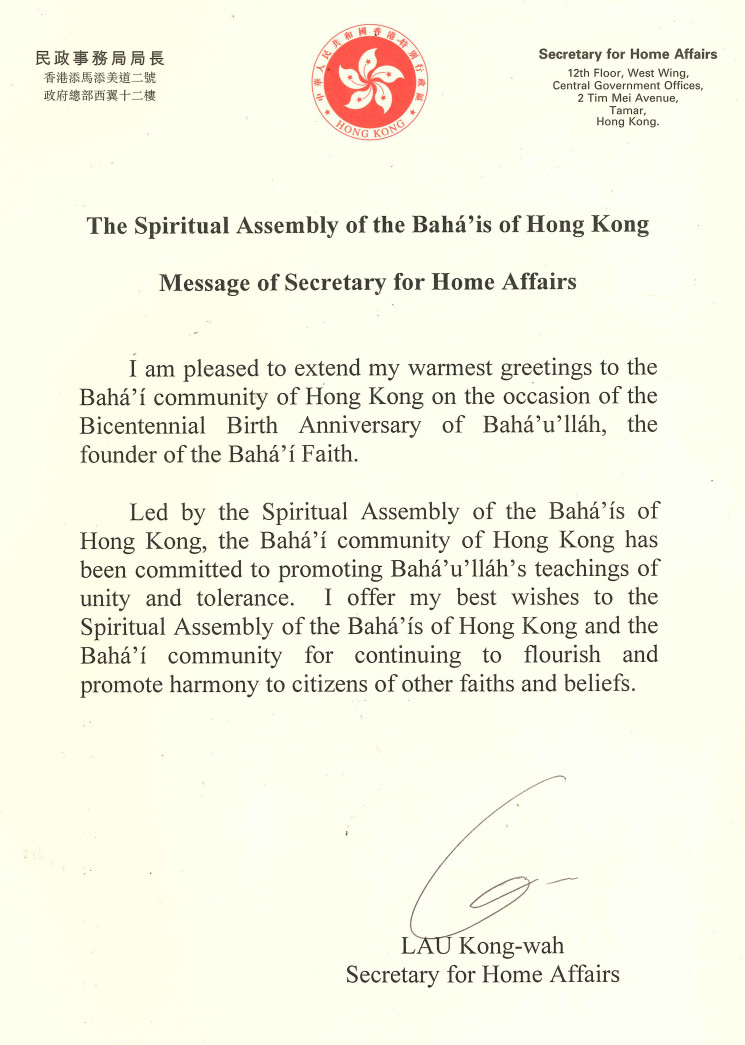 民政事務局局長
香港添馬添美道二號
政府總部西翼十二樓
中華人民共和國香港特別行政區
HONG KONG
Secretary for Home Affairs
12th Floor, West Wing,
Central Government Offices,
2 Tim Mei Avenue,
Tamar,
Hong Kong.
The Spiritual Assembly of the Bahá’is of Hong Kong
Message of Secretary for Home Affairs
I am pleased to extend my warmest greetings to the
Bahá’í community of Hong Kong on the occasion of the
Bicentennial Birth Anniversary of Bahá’u’lláh, the
founder of the Bahá’í Faith.
Led by the Spiritual Assembly of the Bahá’ís of
Hong Kong, the Bahá’í community of Hong Kong has
been committed to promoting Bahá’u’lláh’s teachings of
unity and tolerance. I offer my best wishes to the
Spiritual Assembly of the Bahá’ís of Hong Kong and the
Bahá’í community for continuing to flourish and
promote harmony to citizens of other faiths and beliefs.
LAU Kong-wah
Secretary for Home Affairs